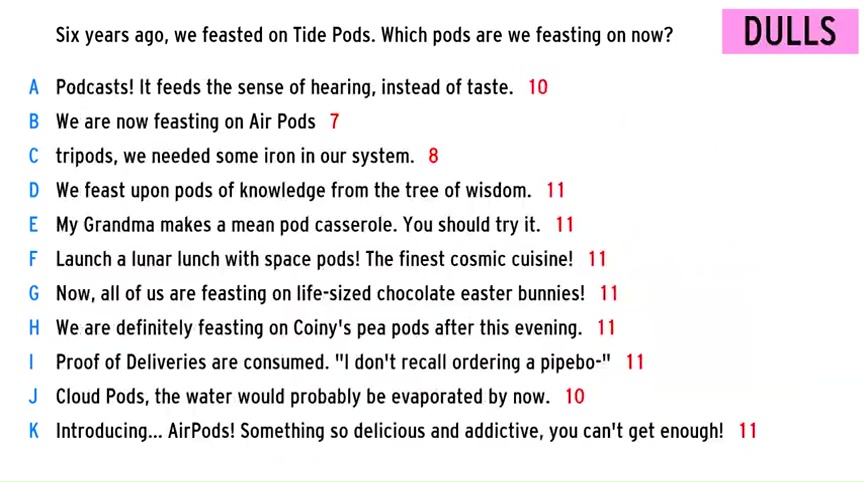 Six years ago, we feasted on Tide Pods. Which pods are we feasting on now?
DULLS
A Podcasts! It feeds the sense of hearing, instead of taste. 10
B We are now feasting on Air Pods 7
C tripods, we needed some iron in our system. 8
D We feast upon pods of knowledge from the tree of wisdom. 11
E My Grandma makes a mean pod casserole. You should try it. 11
F Launch a lunar lunch with space pods! The finest cosmic cuisine! 11
G Now, all of us are feasting on life-sized chocolate easter bunnies! 11
H We are definitely feasting on Coiny's pea pods after this evening. 11
I Proof of Deliveries are consumed. "I don't recall ordering a pipebo-" 11
J Cloud Pods, the water would probably be evaporated by now. 10
K Introducing... AirPods! Something so delicious and addictive, you can't get enough! 11